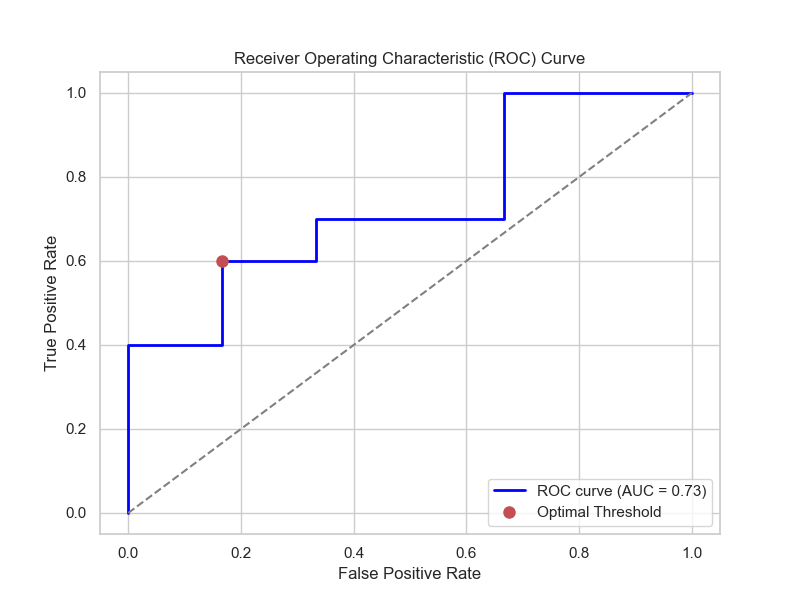 Receiver Operating Characteristic (ROC) Curve
True Positive Rate
1.0
0.8
0.6
0.4
0.2
0.0
ROC curve (AUC = 0.73)
Optimal Threshold
0.0 0.2 0.4 0.6 0.8 1.0
False Positive Rate